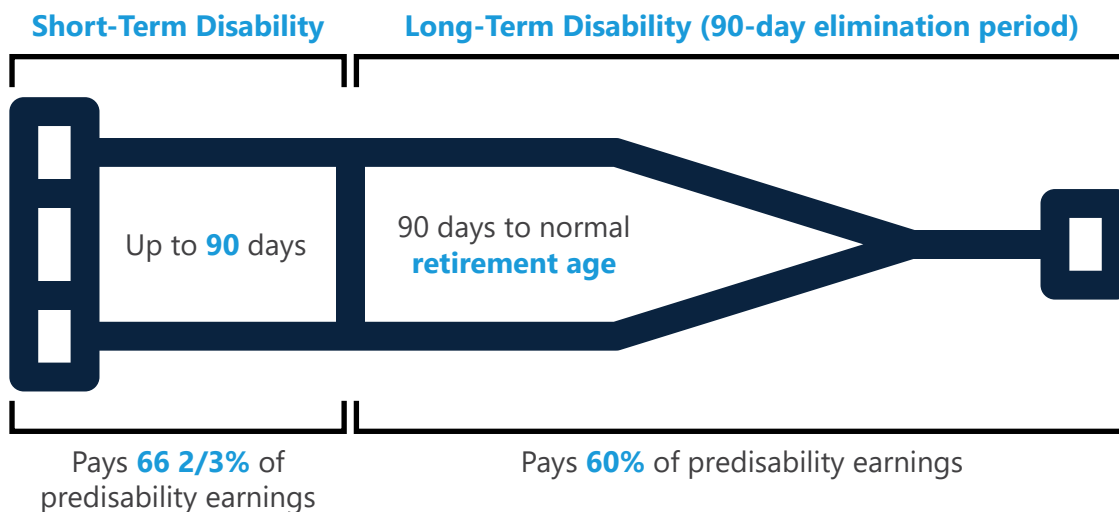 Short-Term Disability
Long-Term Disability (90-day elimination period)
Up to 90 days
90 days to normal
retirement age
Pays 66 2/3% of
predisability earnings
Pays 60% of predisability earnings